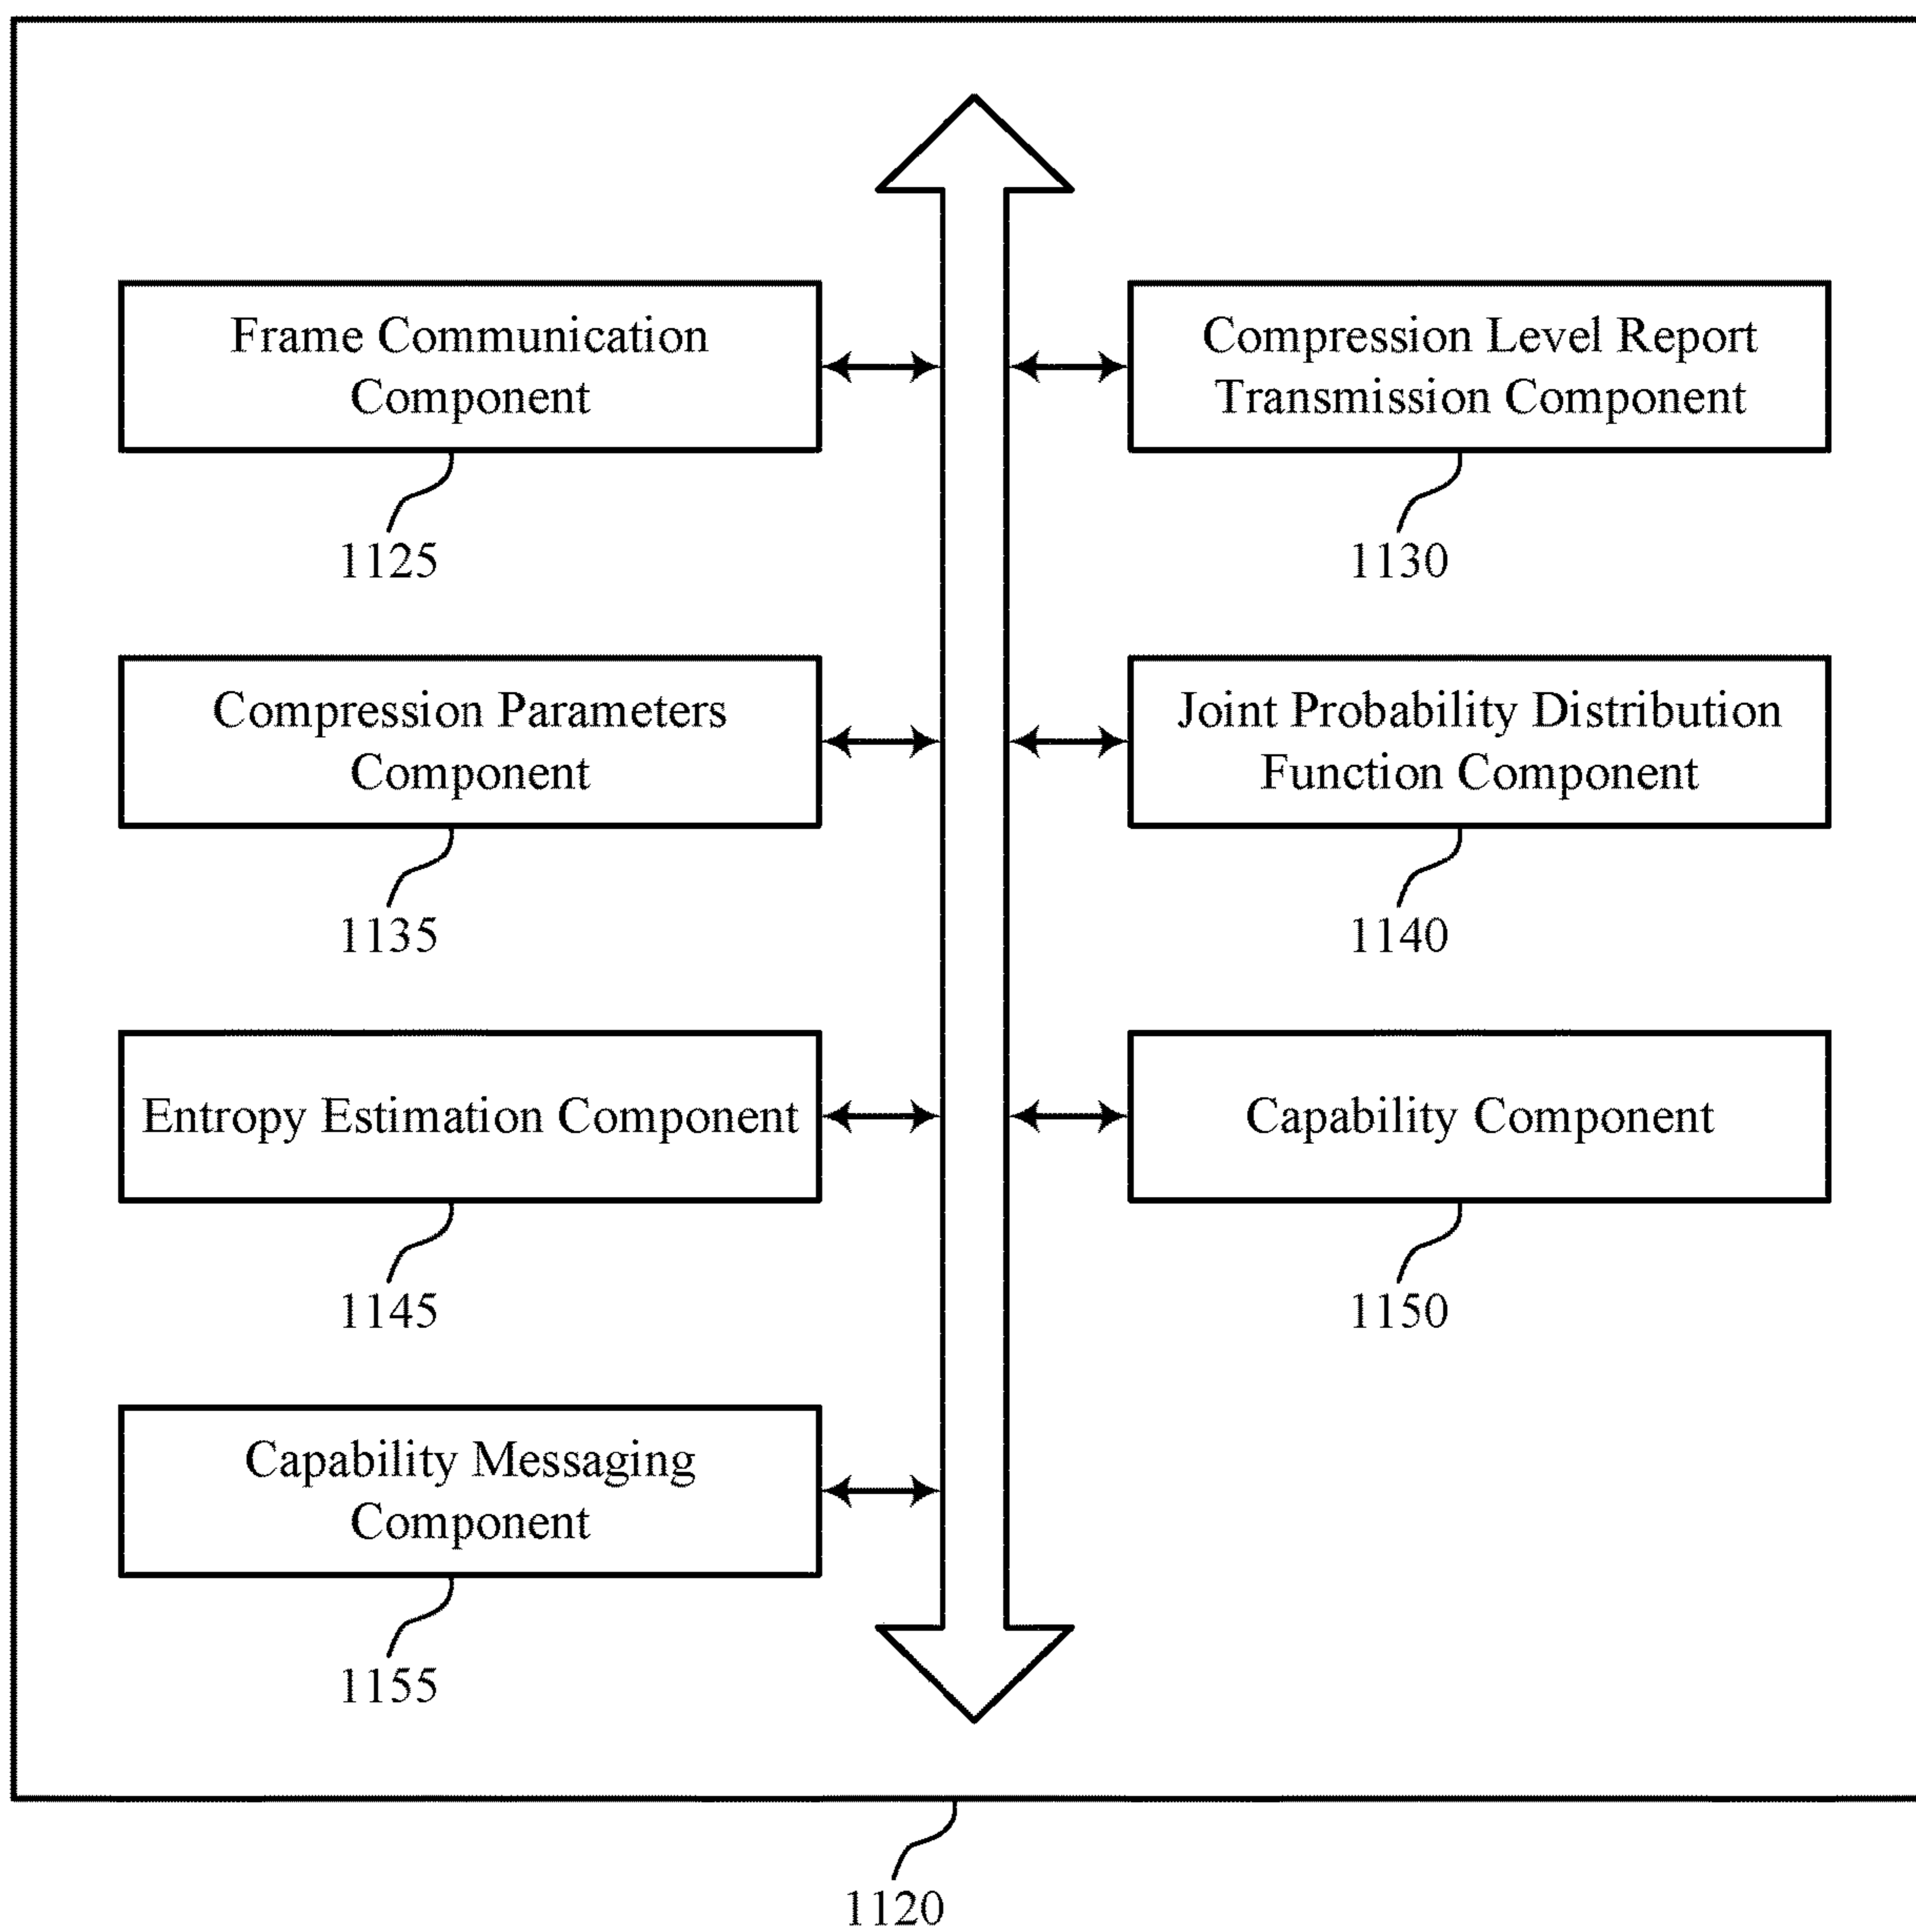 Frame Communication
Component
1125
Compression Level Report
Transmission Component
1130
Compression Parameters
Component
1135
Joint Probability Distribution
Function Component
1140
Entropy Estimation Component
1145
Capability Component
1150
Capability Messaging
Component
1155
1120